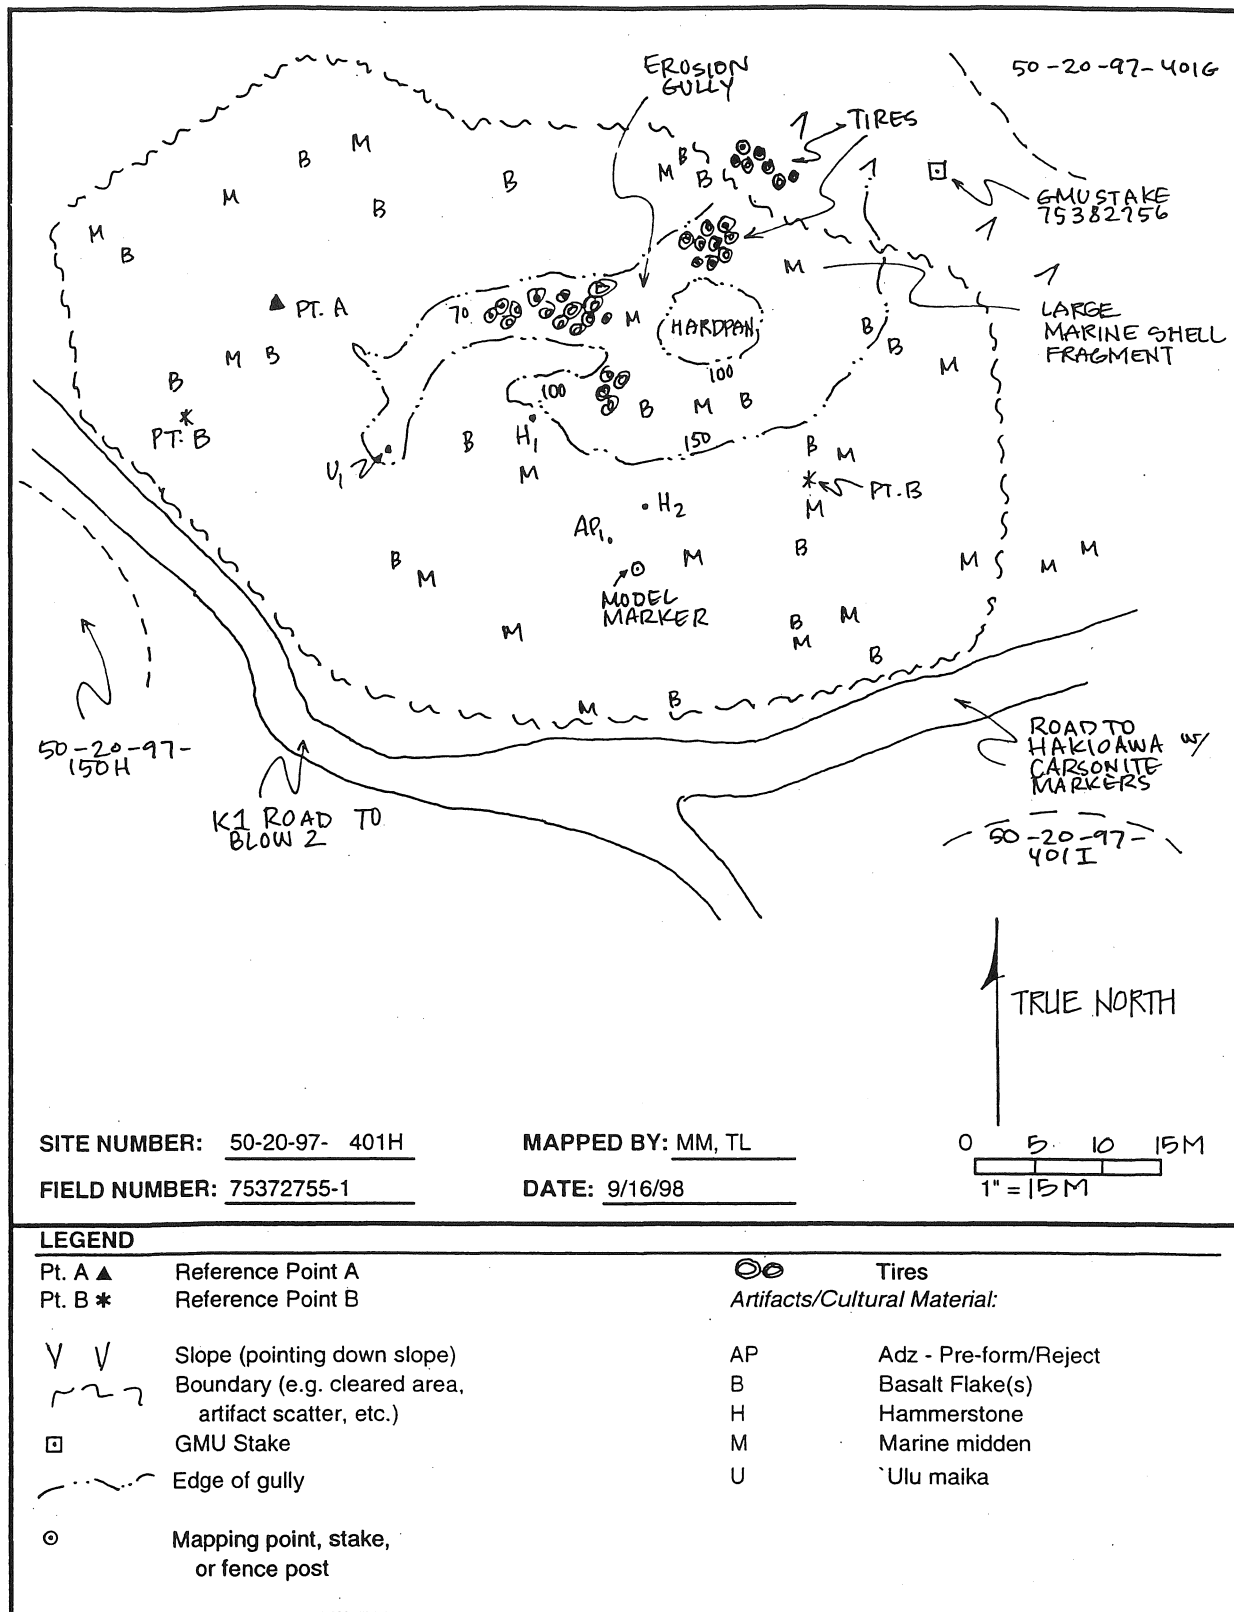 EROSION
GULLY
50-20-97-401G
TIRES
B M
M B B
M B B
M B
GMU STAKE
75382756
M
B
M
PT. A
70
M
HARDPAN
LARGE
MARINE SHELL
FRAGMENT
B
B
M B
M
B
100
100
B M B
PT. B
B
H1
150
B M
U1
M
PT. B
H2
M
AP1
B
M
M
B
M
M
M
MODEL
MARKER
M
B
M
M
B
M
B
50-20-97-
150H
ROAD TO
HAKIOAWA w/
CARSONITE
MARKERS
K1 ROAD TO
BLOW 2
50-20-97-
401I
TRUE NORTH
SITE NUMBER: 50-20-97- 401H
MAPPED BY: MM, TL
0 5 10 15M
FIELD NUMBER: 75372755-1
DATE: 9/16/98
1" = 15M
LEGEND
Pt. A Reference Point A
Pt. B Reference Point B
Slope (pointing down slope)
Boundary (e.g. cleared area,
artifact scatter, etc.)
GMU Stake
Edge of gully
Mapping point, stake,
or fence post
Tires
Artifacts/Cultural Material:
AP Adz - Pre-form/Reject
B Basalt Flake(s)
H Hammerstone
M Marine midden
U `Ulu maika